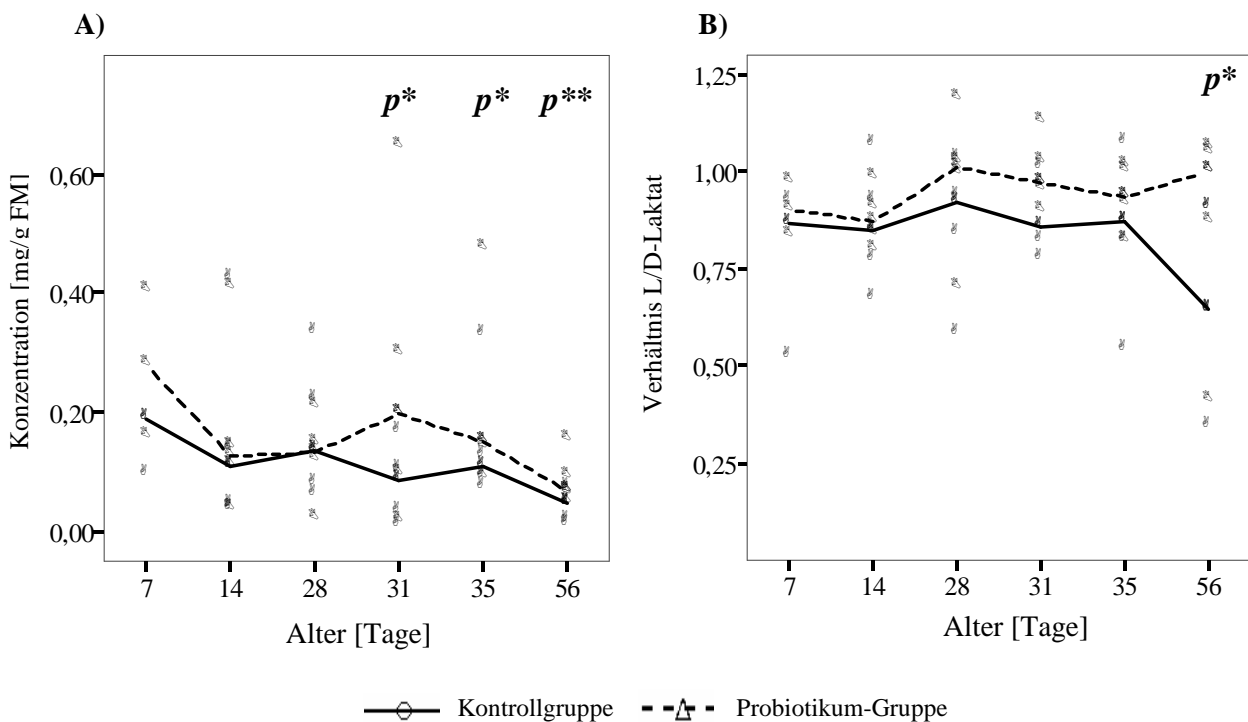 A)
Konzentration [mg/g FM]
0,60
0,40
0,20
0,00
p* p* p**
7 14 28 31 35 56
Alter [Tage]
B)
Verhältnis L/D-Laktat
1,25
1,00
0,75
0,50
0,25
p*
7 14 28 31 35 56
Alter [Tage]
Kontrollgruppe Probiotikum-Gruppe